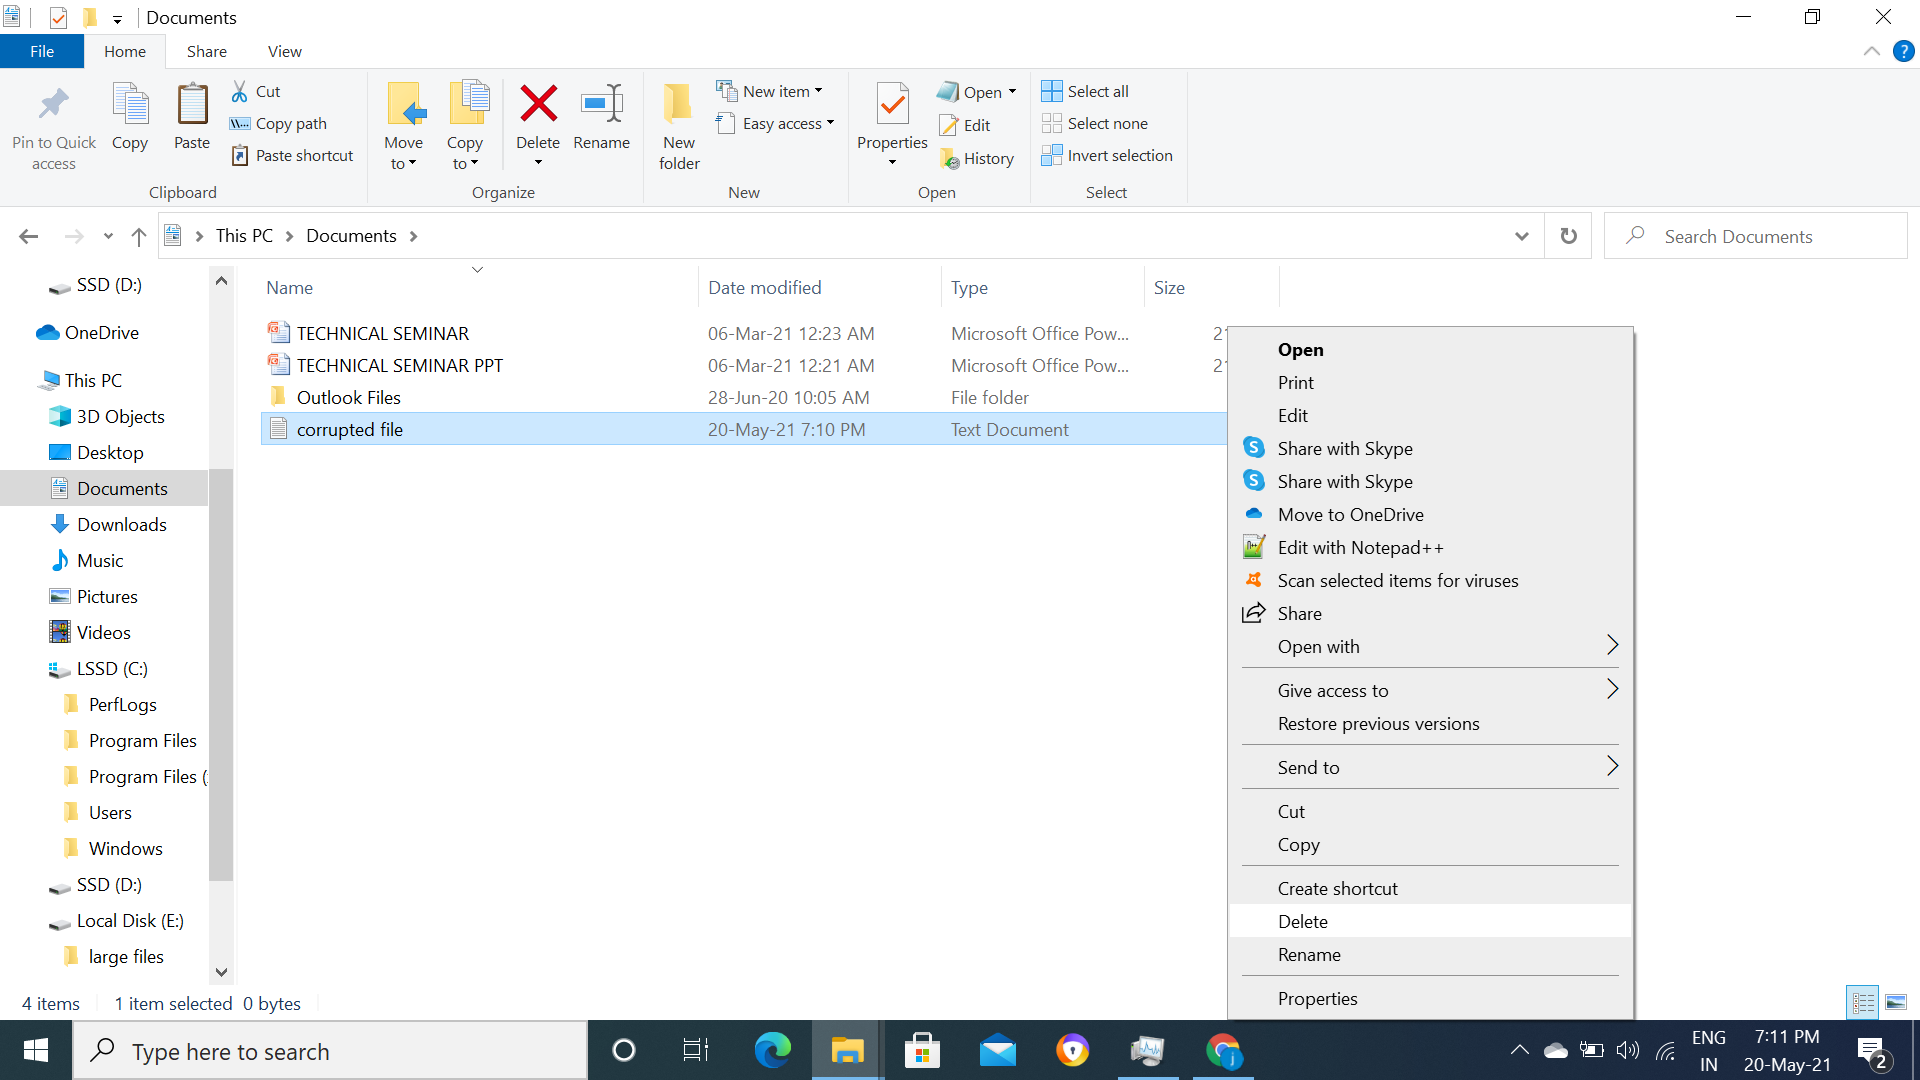 Documents
File Home Share View
Pin to Quick access
Copy
Paste
Cut
Copy path
Paste shortcut
Clipboard
Move to
Copy to
Delete
Rename
Organize
New folder
New item
Easy access
New
Properties
Open
Edit
History
Open
Select all
Select none
Invert selection
Select
This PC Documents
Search Documents
SSD (D:)
OneDrive
This PC
3D Objects
Desktop
Documents
Downloads
Music
Pictures
Videos
LSSD (C:)
PerfLogs
Program Files
Program Files (
Users
Windows
SSD (D:)
Local Disk (E:)
large files
Name Date modified Type Size
TECHNICAL SEMINAR 06-Mar-21 12:23 AM Microsoft Office Pow...
TECHNICAL SEMINAR PPT 06-Mar-21 12:21 AM Microsoft Office Pow...
Outlook Files 28-Jun-20 10:05 AM File folder
corrupted file 20-May-21 7:10 PM Text Document
Open
Print
Edit
Share with Skype
Share with Skype
Move to OneDrive
Edit with Notepad++
Scan selected items for viruses
Share
Open with
Give access to
Restore previous versions
Send to
Cut
Copy
Create shortcut
Delete
Rename
Properties
4 items 1 item selected 0 bytes
Type here to search
ENG
IN
7:11 PM
20-May-21
2